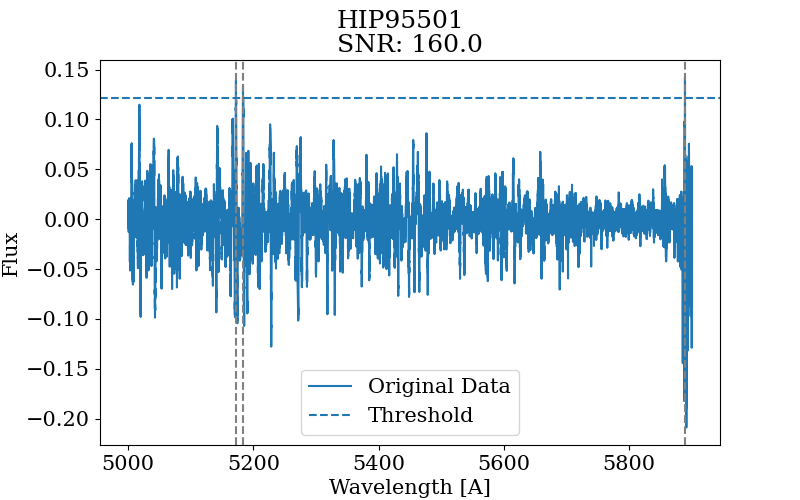 HIP95501
SNR: 160.0
0.15
0.10
0.05
0.00
−0.05
−0.10
−0.15
−0.20
Flux
Original Data
Threshold
5000 5200 5400 5600 5800
Wavelength [A]